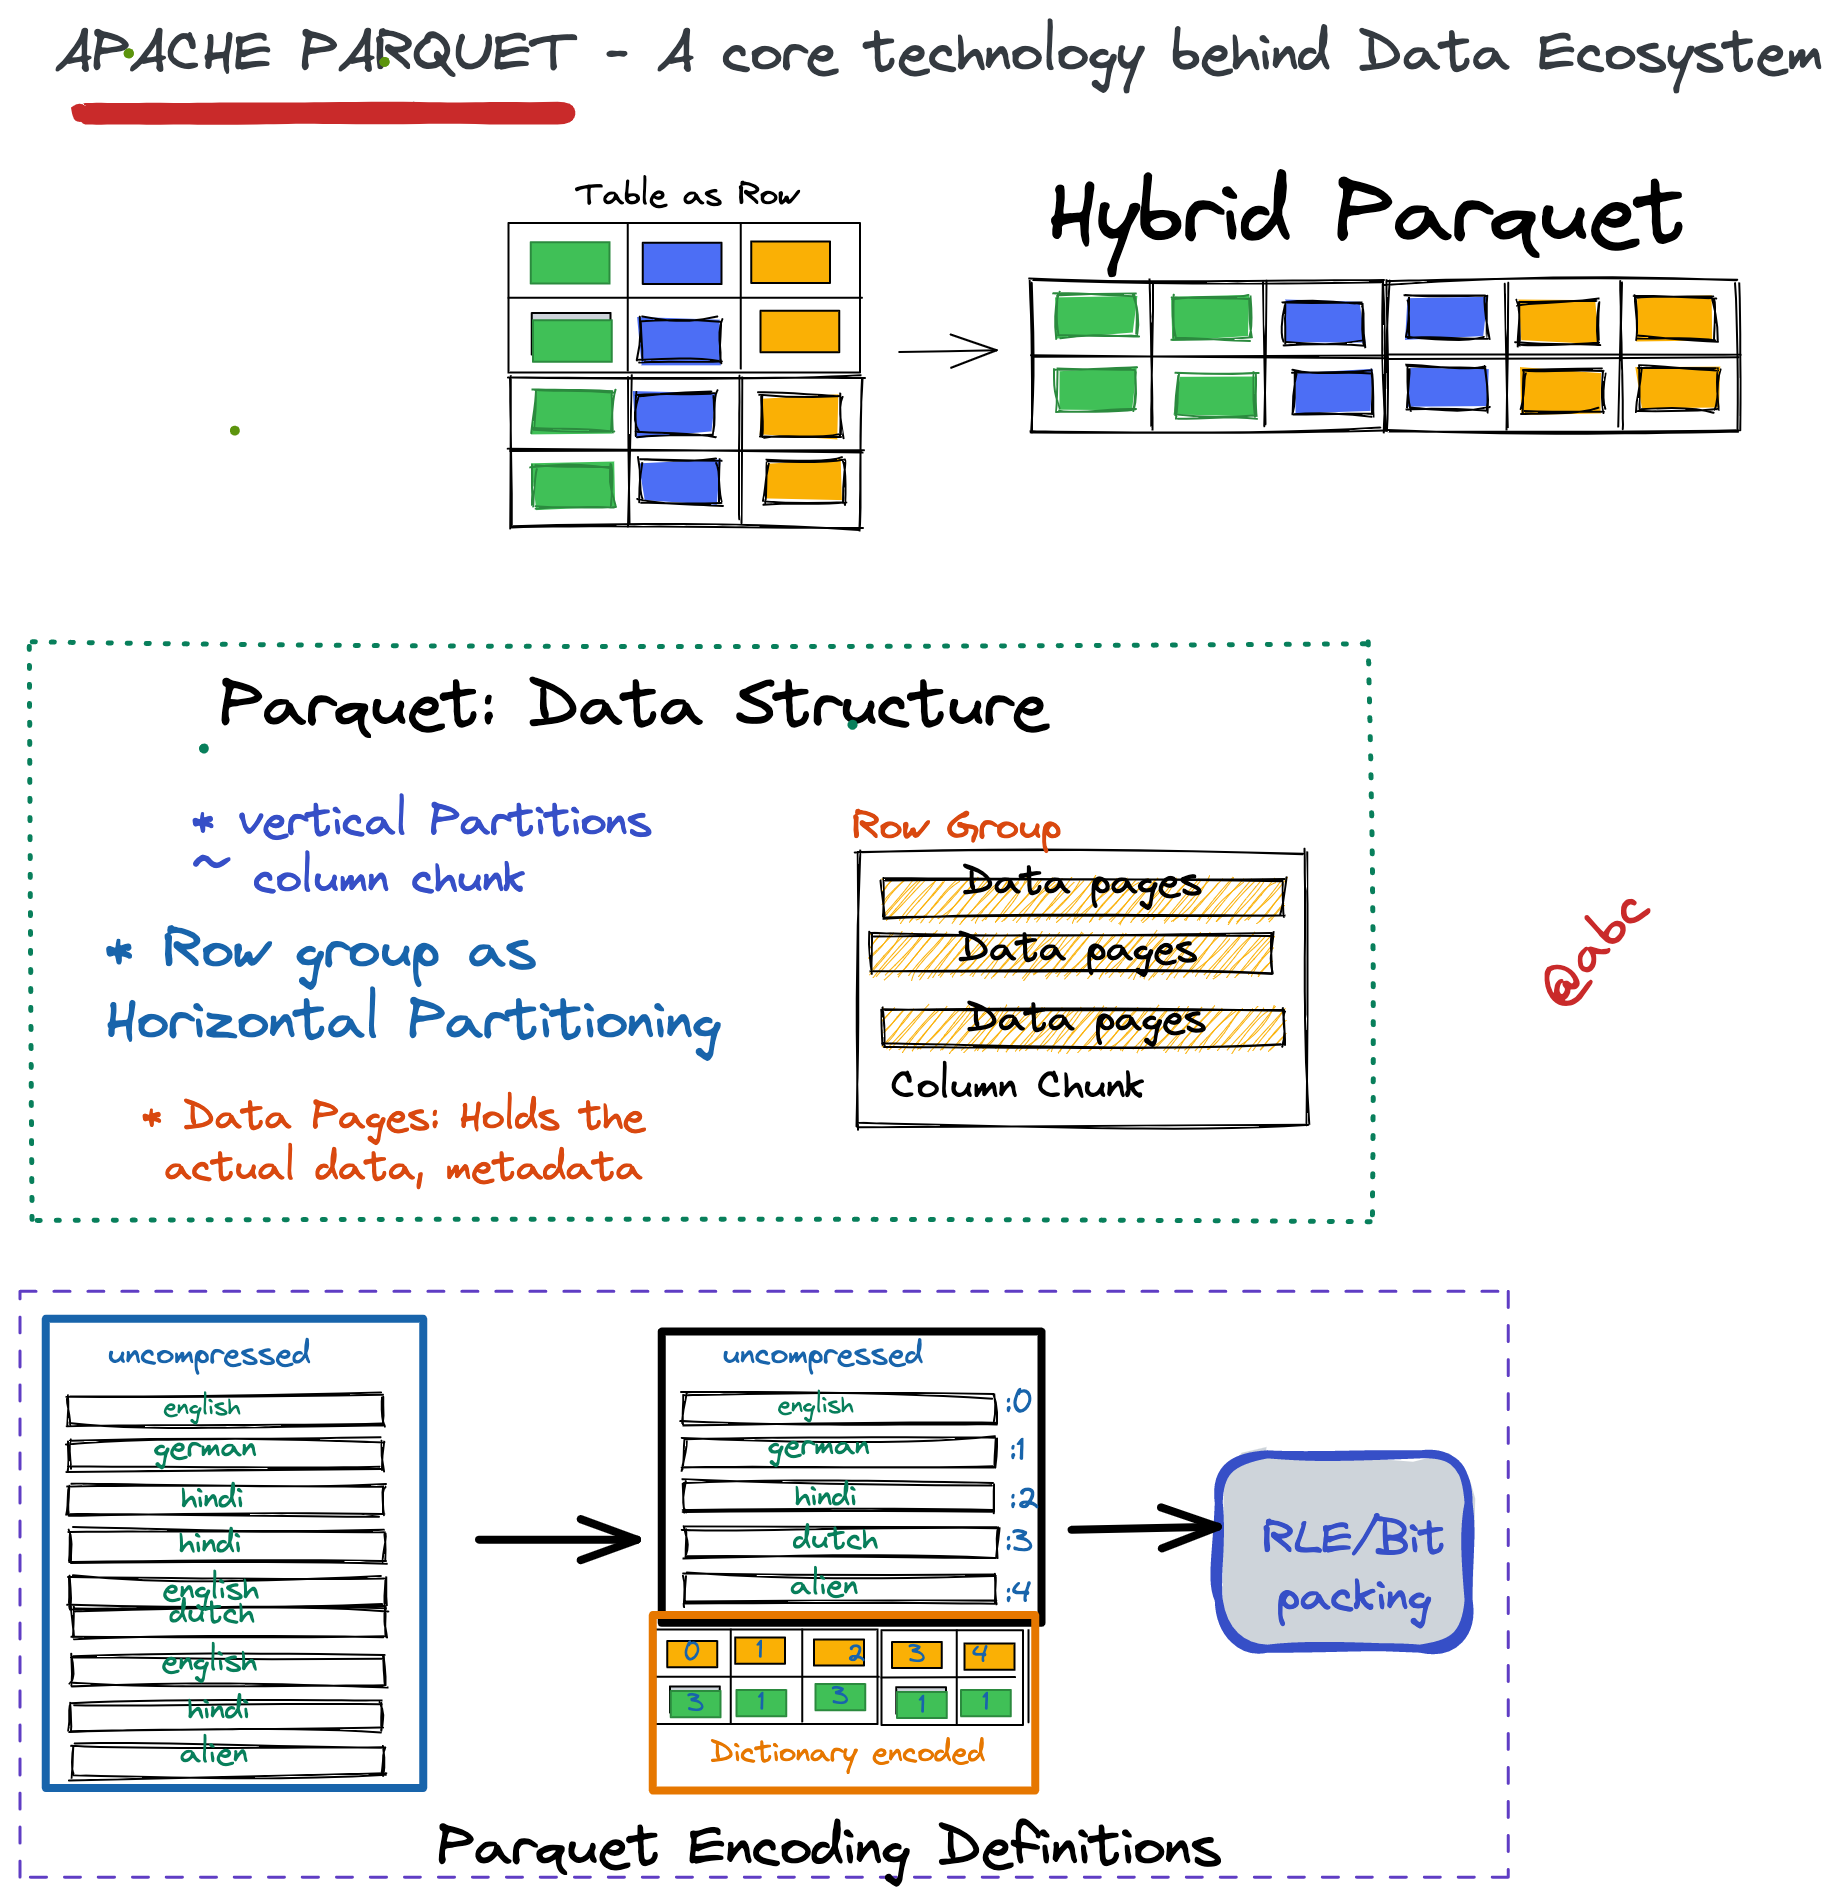 APACHE PARQUET - A core technology behind Data Ecosystem
Table as Row
Hybrid Parquet
Parquet: Data Structure
* vertical Partitions
~ column chunk
* Row group as
Horizontal Partitioning
* Data Pages: Holds the
actual data, metadata
Row Group
Data pages
Data pages
Data pages
Column Chunk
@abc
uncompressed
english
german
hindi
hindi
english
dutch
english
hindi
alien
uncompressed
english :0
german :1
hindi :2
dutch :3
alien :4
0 1 2 3 4
3 1 3 1 1
Dictionary encoded
RLE/Bit
packing
Parquet Encoding Definitions